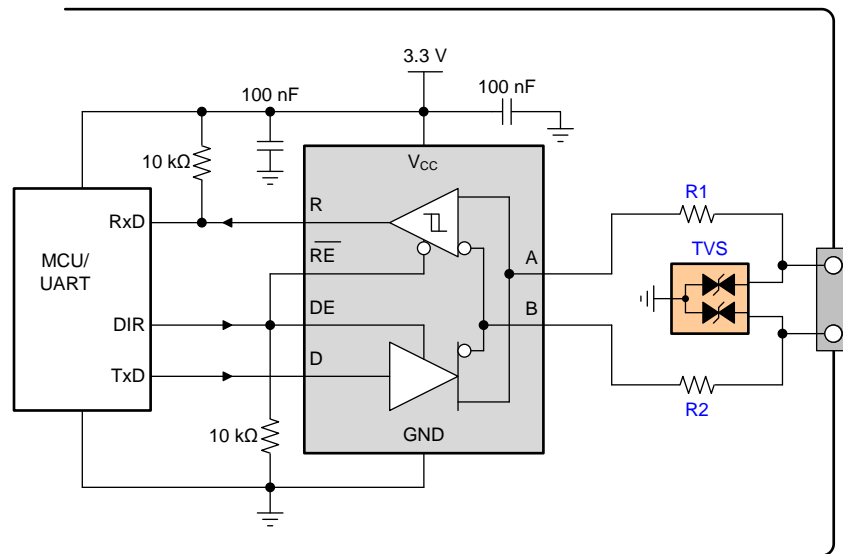 3.3 V
100 nF
100 nF
10 kΩ
VCC
R1
RxD
R
TVS
RE
A
MCU/
UART
DE
B
DIR
TxD
D
R2
10 kΩ
GND